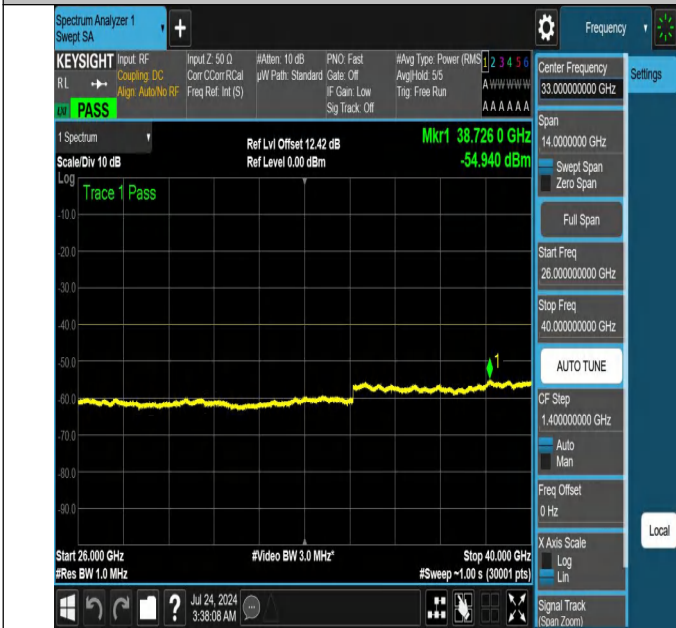 Spectrum Analyzer 1
Swept SA
+
Frequency
KEYSIGHT
RL
PASS
Input: RF
Coupling: DC
Align: Auto/No RF
Input Z: 50 Ω
Corr CCorr RCal
Freq Ref: Int (S)
#Atten: 10 dB
µW Path: Standard
PNO: Fast
Gate: Off
IF Gain: Low
Sig Track: Off
#Avg Type: Power (RMS
Avg|Hold: 5/5
Trig: Free Run
1 2 3 4 5 6
A W W W W W
A A A A A A
1 Spectrum
Scale/Div 10 dB
Ref Lvl Offset 12.42 dB
Ref Level 0.00 dBm
Mkr1 38.726 0 GHz
-54.940 dBm
Log
Trace 1 Pass
-10.0
-20.0
-30.0
-40.0
-50.0
-60.0
-70.0
-80.0
-90.0
1
Start 26.000 GHz
#Res BW 1.0 MHz
#Video BW 3.0 MHz*
Stop 40.000 GHz
#Sweep ~1.00 s (30001 pts)
Center Frequency
33.000000000 GHz
Settings
Span
14.0000000 GHz
Swept Span
Zero Span
Full Span
Start Freq
26.000000000 GHz
Stop Freq
40.000000000 GHz
AUTO TUNE
CF Step
1.400000000 GHz
Auto
Man
Freq Offset
0 Hz
X Axis Scale
Log
Lin
Local
Signal Track
(Span Zoom)
?
Jul 24, 2024
3:38:08 AM